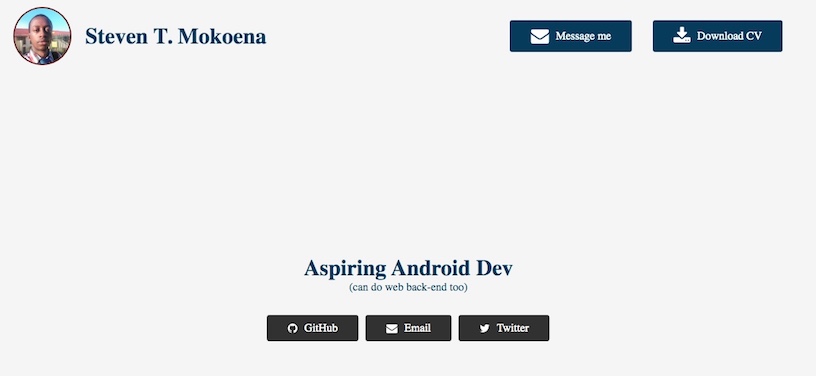 Steven T. Mokoena
Message me
Download CV
Aspiring Android Dev
(can do web back-end too)
GitHub
Email
Twitter